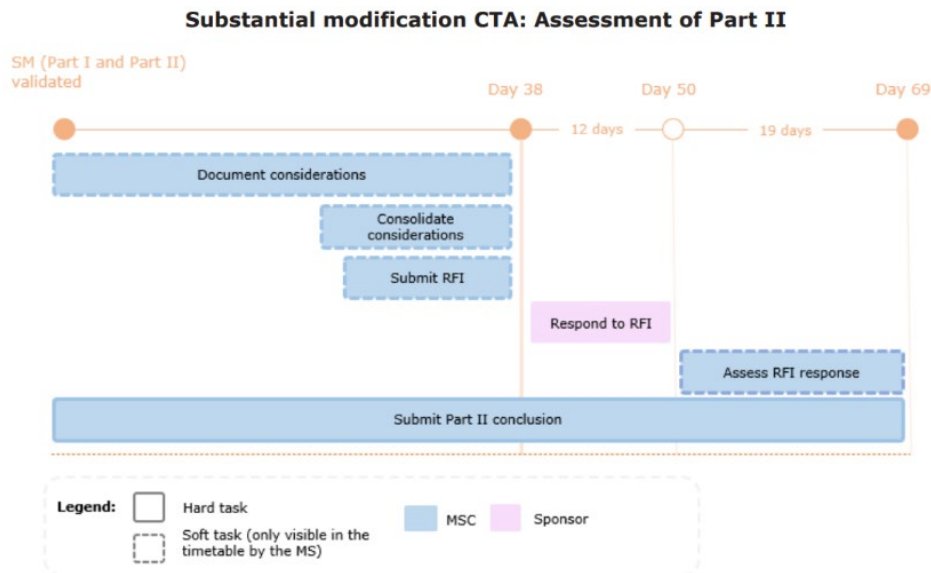 Substantial modification CTA: Assessment of Part II
SM (Part I and Part II)
validated
Day 38
Day 50
Day 69
12 days
19 days
Document considerations
Consolidate
considerations
Submit RFI
Respond to RFI
Assess RFI response
Submit Part II conclusion
Legend:
Hard task
Soft task (only visible in the
timetable by the MS)
MSC
Sponsor